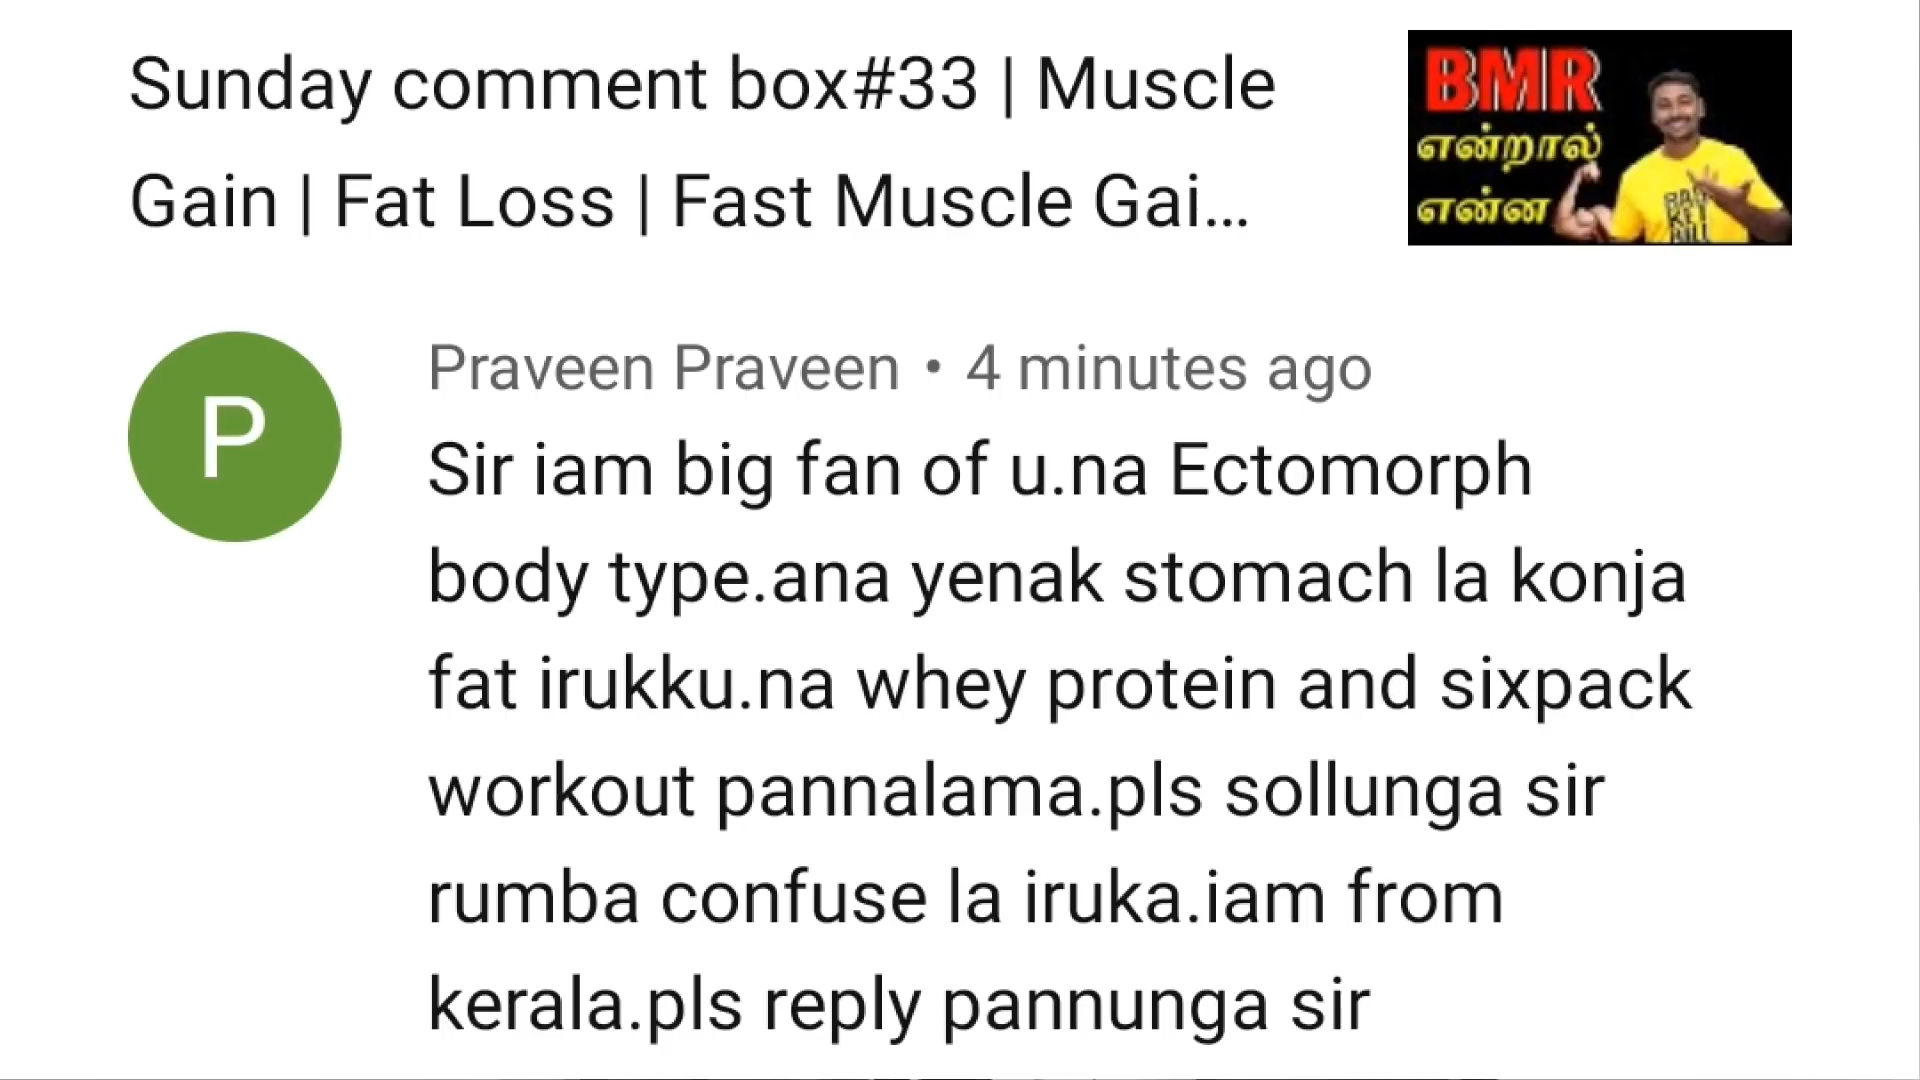 Sunday comment box#33 | Muscle
Gain | Fat Loss | Fast Muscle Gai...
BMR
என்றால்
என்ன
P
Praveen Praveen • 4 minutes ago
Sir iam big fan of u.na Ectomorph
body type.ana yenak stomach la konja
fat irukku.na whey protein and sixpack
workout pannalama.pls sollunga sir
rumba confuse la iruka.iam from
kerala.pls reply pannunga sir